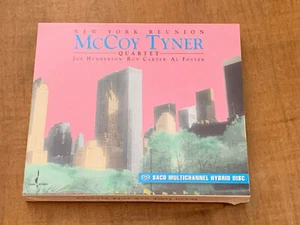 NEW YORK REUNION
MCCOY TYNER
QUARTET
JOE HENDERSON RON CARTER AL FOSTER
SACD MULTICHANNEL HYBRID DISC